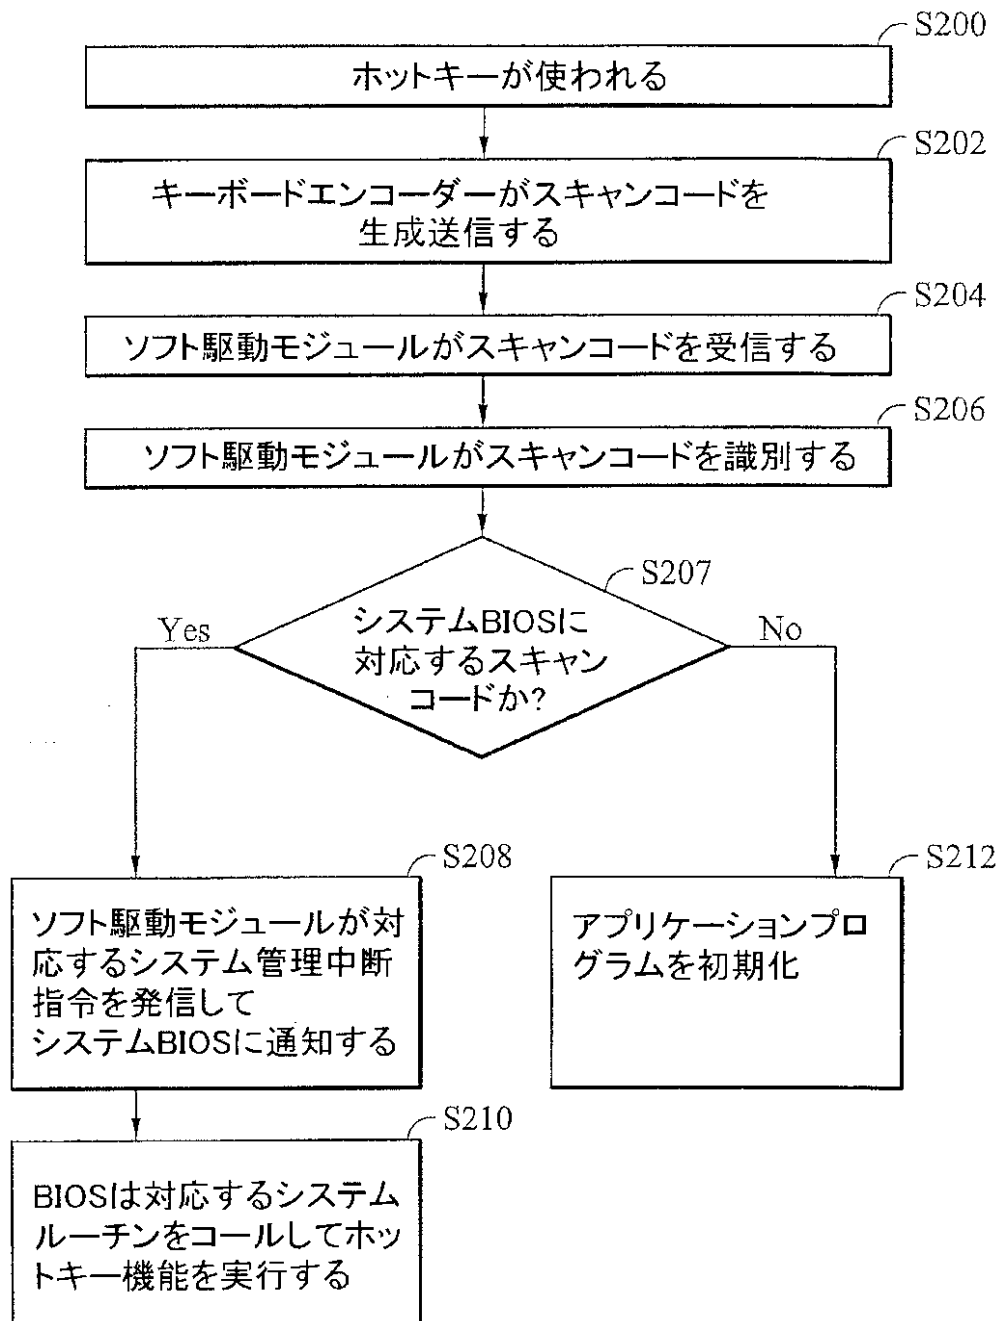 S200
ホットキーが使われる
S202
キーボードエンコーダーがスキャンコードを
生成送信する
S204
ソフト駆動モジュールがスキャンコードを受信する
S206
ソフト駆動モジュールがスキャンコードを識別する
S207
システムBIOSに
対応するスキャン
コードか?
Yes
No
S208
ソフト駆動モジュールが対
応するシステム管理中断
指令を発信して
システムBIOSに通知する
S212
アプリケーションプロ
グラムを初期化
S210
BIOSは対応するシステム
ルーチンをコールしてホッ
トキー機能を実行する